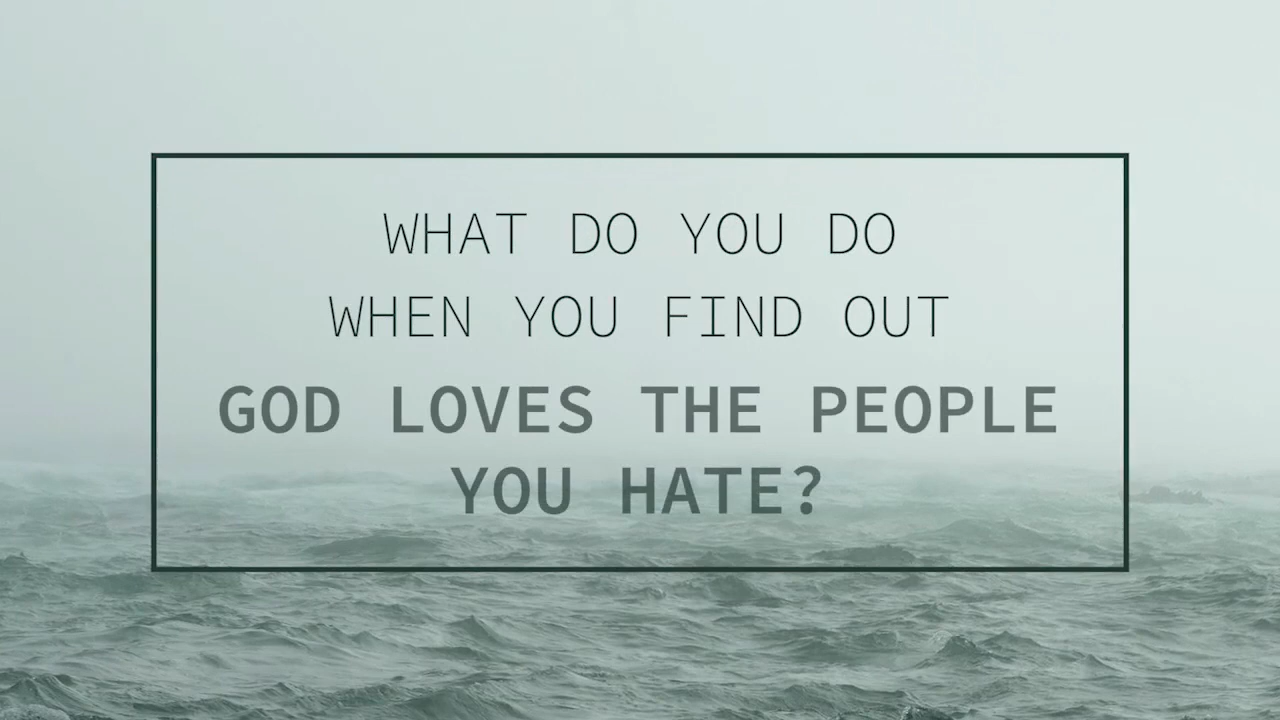 WHAT DO YOU DO
WHEN YOU FIND OUT
GOD LOVES THE PEOPLE
YOU HATE?